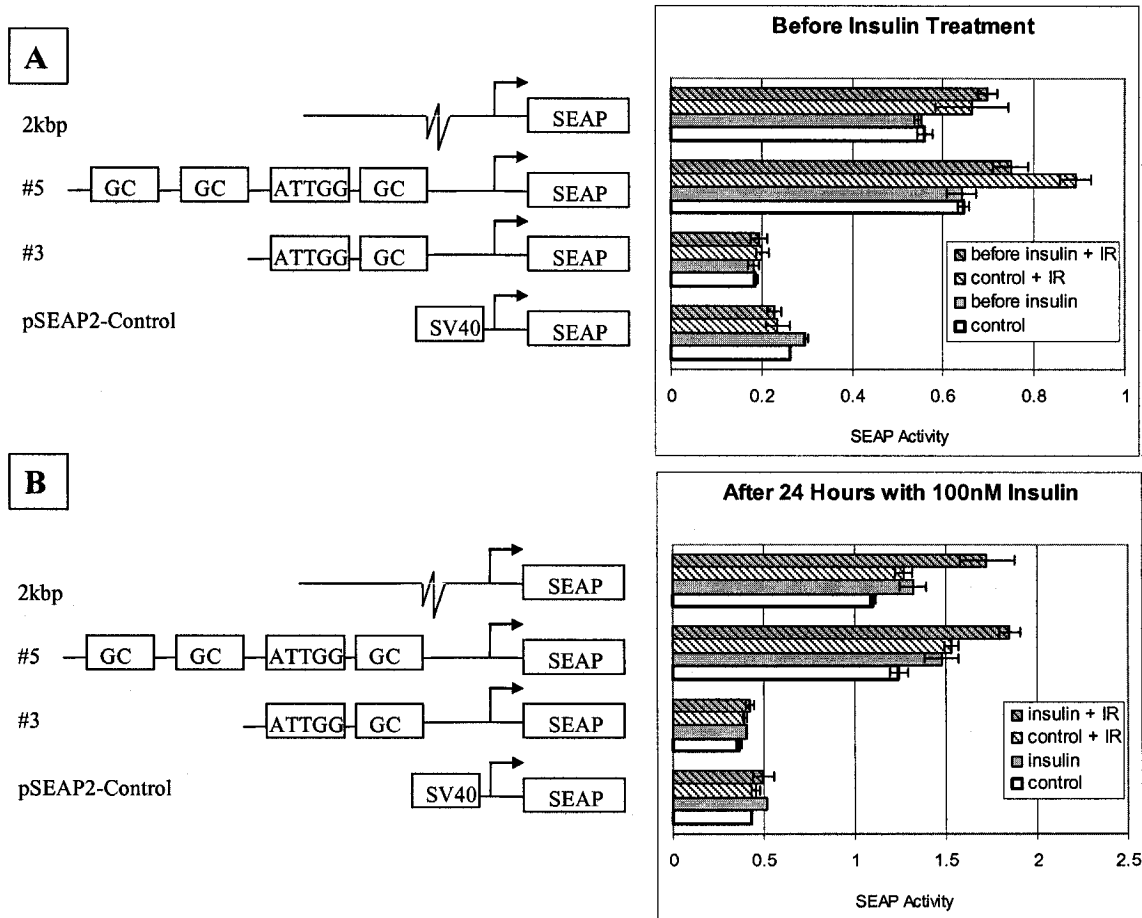 A
2kbp
SEAP
#5
GC GC ATTGG GC SEAP
#3
ATTGG GC SEAP
pSEAP2-Control
SV40 SEAP
Before Insulin Treatment
before insulin + IR
control + IR
before insulin
control
0 0.2 0.4 0.6 0.8 1
SEAP Activity
B
2kbp
SEAP
#5
GC GC ATTGG GC SEAP
#3
ATTGG GC SEAP
pSEAP2-Control
SV40 SEAP
After 24 Hours with 100nM Insulin
insulin + IR
control + IR
insulin
control
0 0.5 1 1.5 2 2.5
SEAP Activity